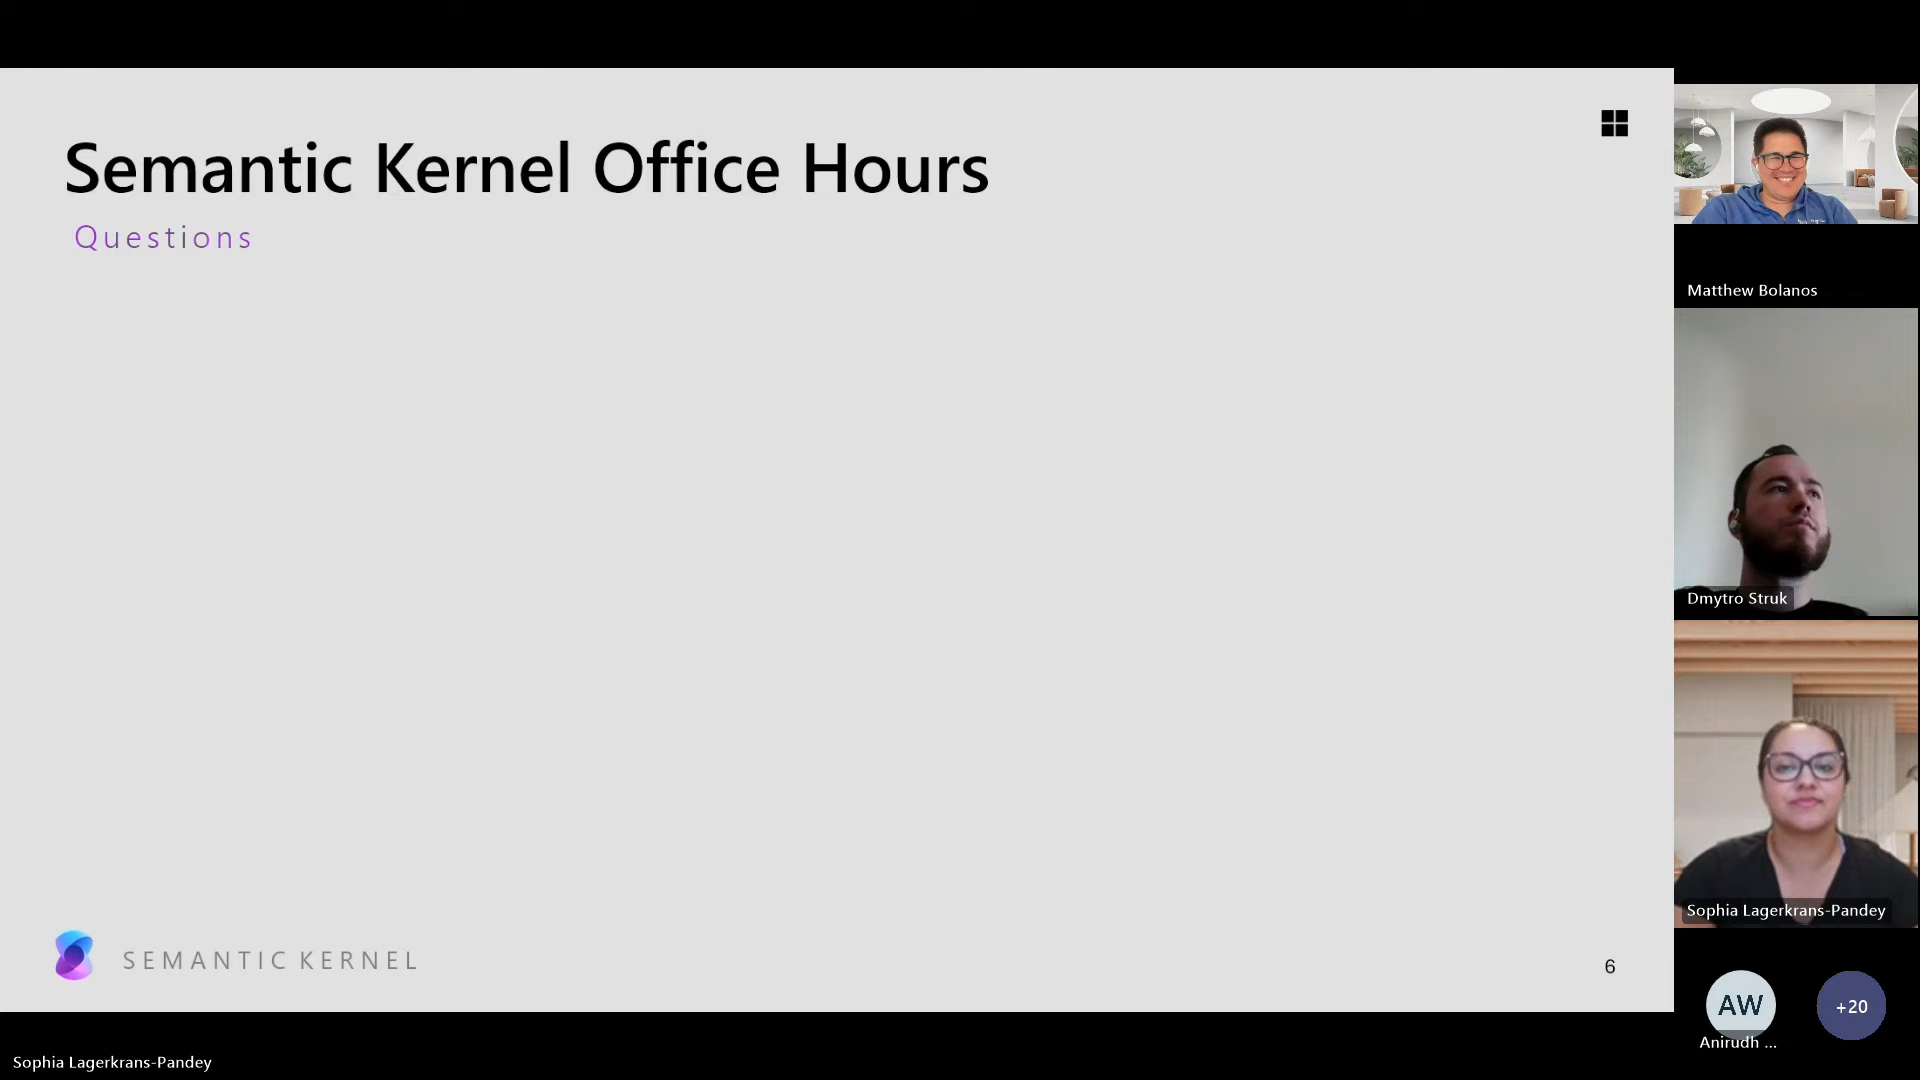 Semantic Kernel Office Hours
Questions
SEMANTIC KERNEL
6
Matthew Bolanos
Dmytro Struk
Sophia Lagerkrans-Pandey
AW
+20
Anirudh ...
Sophia Lagerkrans-Pandey